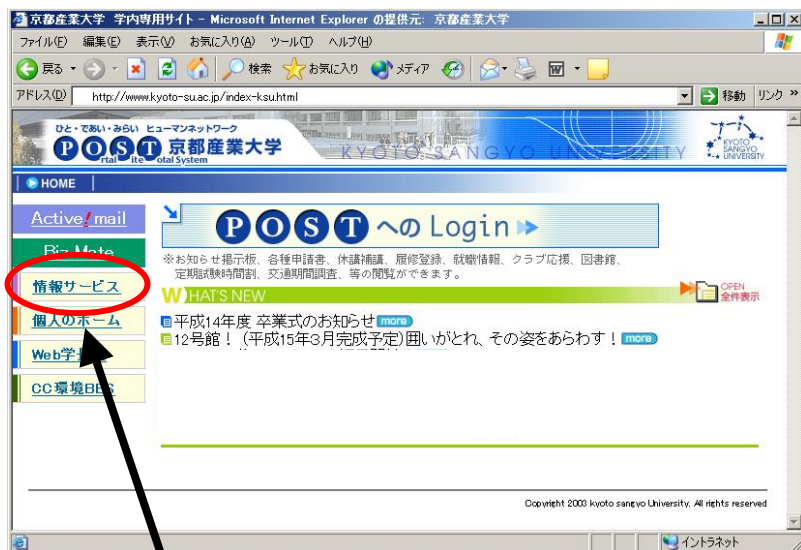 京都産業大学 学内専用サイト - Microsoft Internet Explorer の提供元: 京都産業大学
ファイル(F) 編集(E) 表示(V) お気に入り(A) ツール(T) ヘルプ(H)
戻る 検索 お気に入り メディア
アドレス(D) http://www.kyoto-su.ac.jp/index-ksu.html 移動 リンク »
ひと・であい・みらい ヒューマンネットワーク
POST 京都産業大学
Portal Site Total System
KYOTO SANGYO UNIVERSITY
KYOTO SANGYO UNIVERSITY
HOME
Active!mail
Biz Mate
情報サービス
個人のホーム
Web学
CC環境BBS
POSTへのLogin
※お知らせ掲示板、各種申請書、休講補講、履修登録、就職情報、クラブ応援、図書館、
定期試験時間割、交通期間調査、等の閲覧ができます。
WHAT'S NEW
OPEN
全件表示
平成14年度 卒業式のお知らせ more
12号館!(平成15年3月完成予定)囲いがとれ、その姿をあらわす! more
Copyright 2003 kyoto sangyo University. All rights reserved
イントラネット